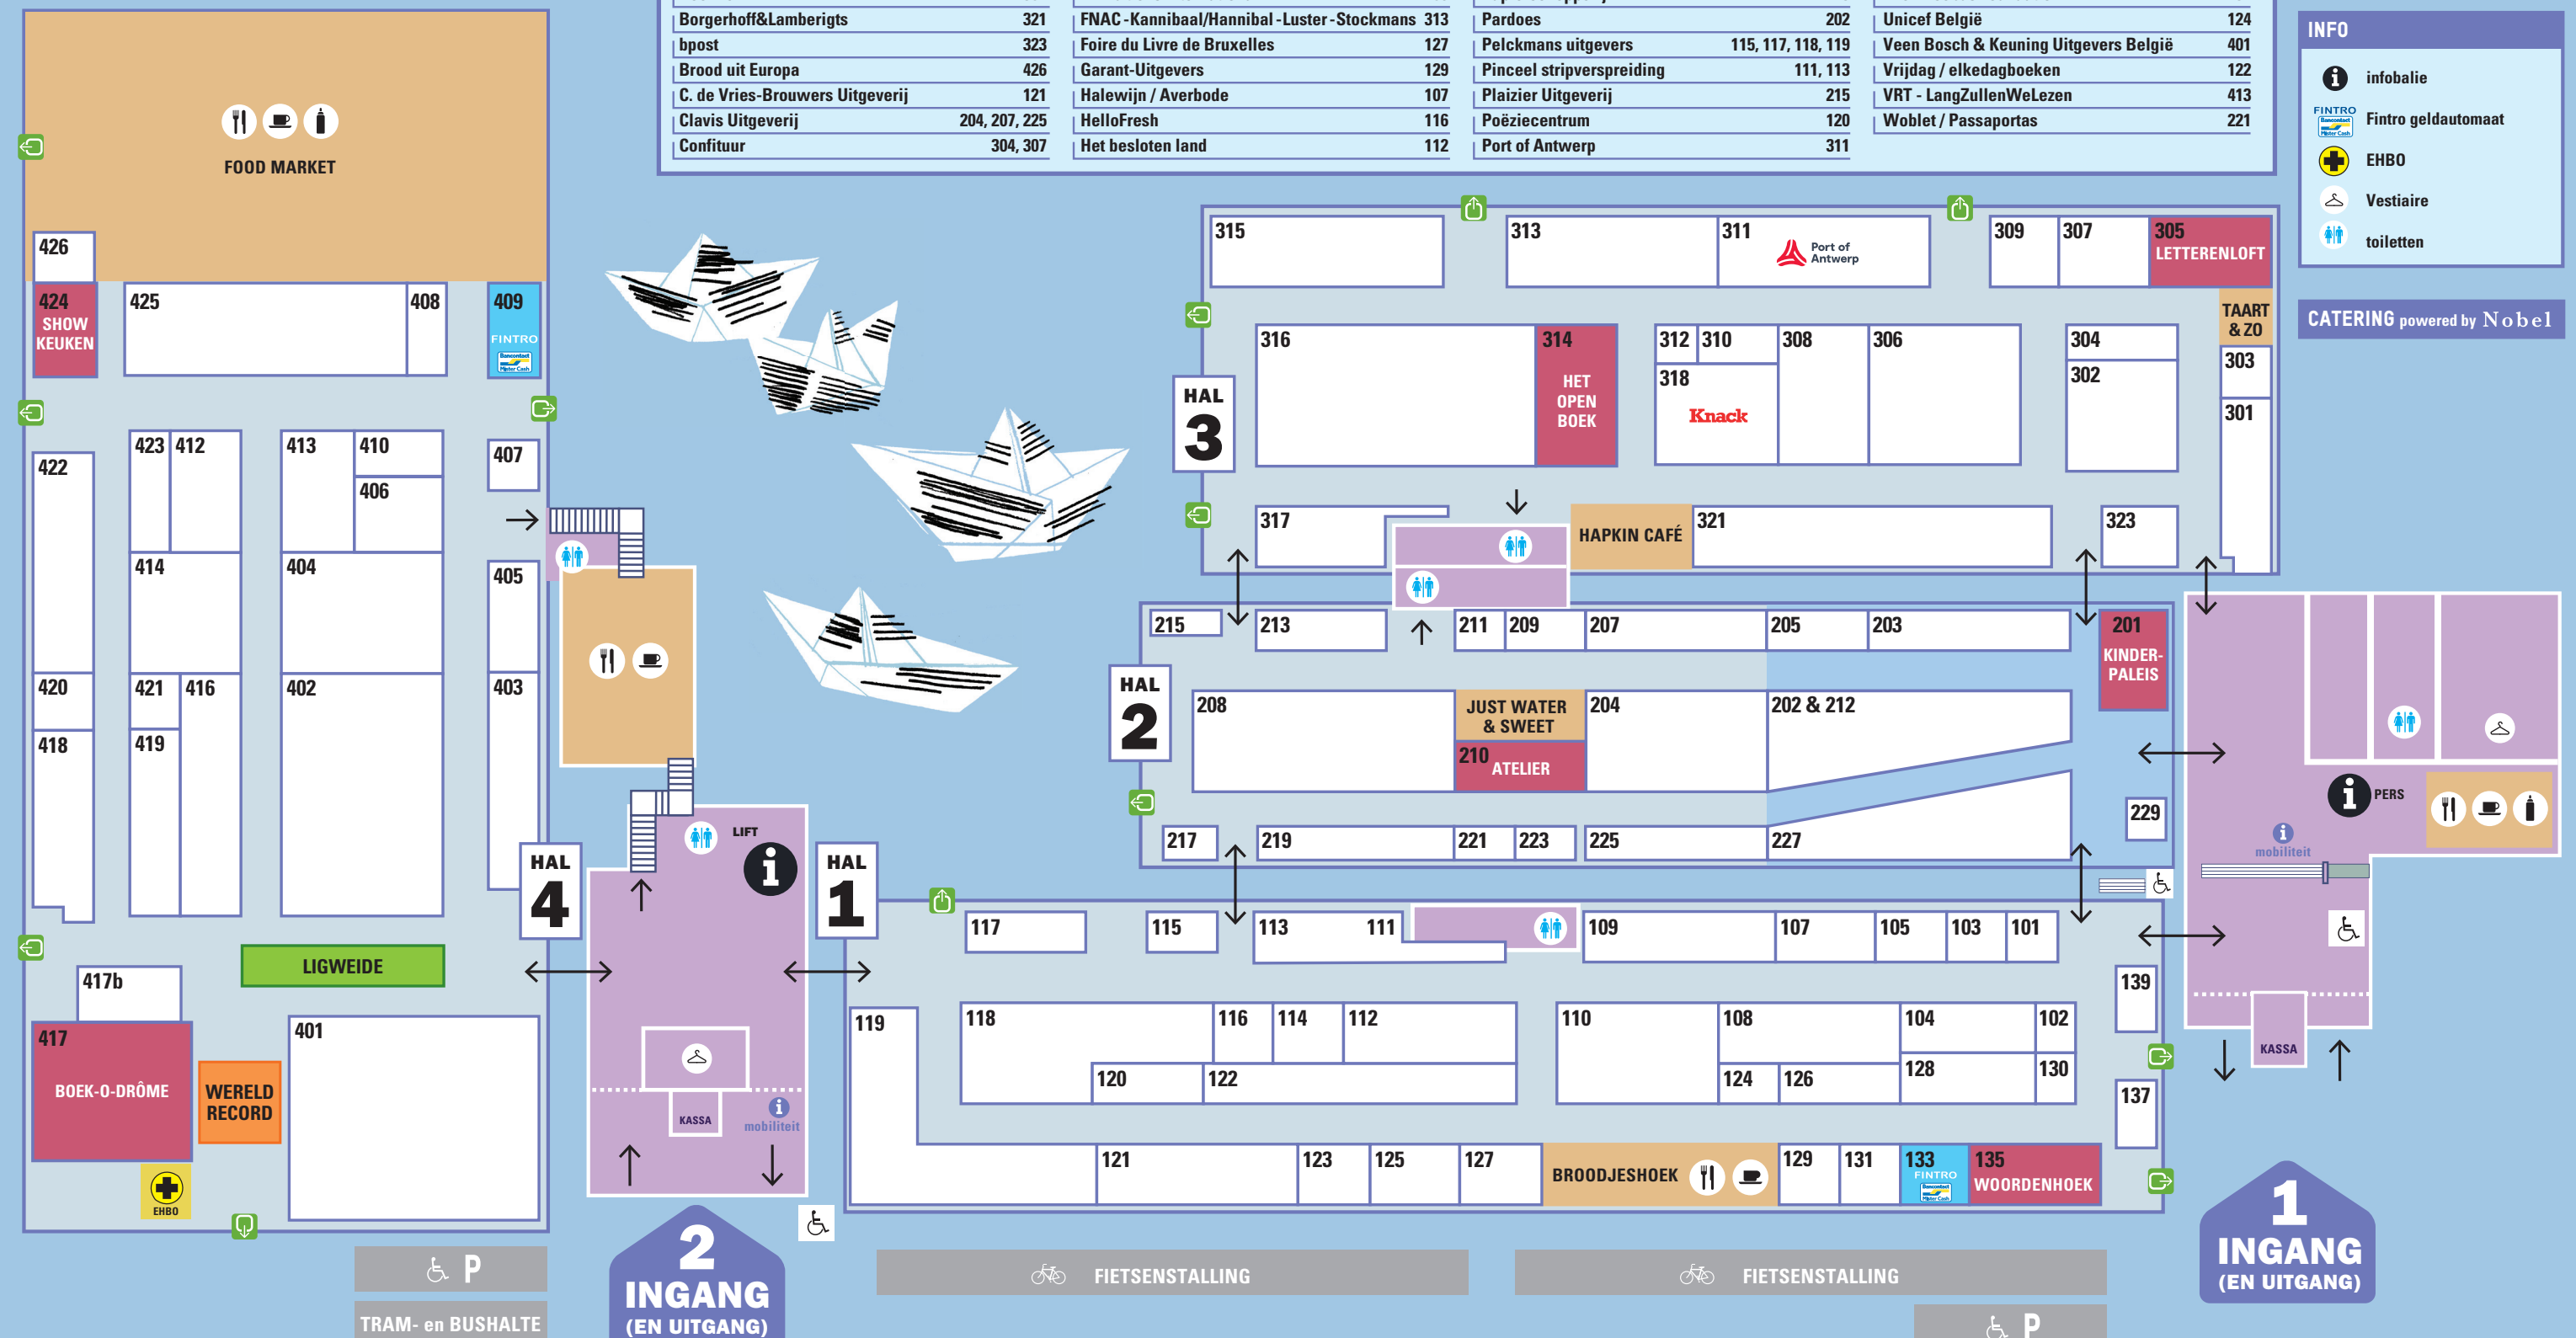 Borgerhoff&Lamberigts 321
bpost 323
Brood uit Europa 426
C. de Vries-Brouwers Uitgeverij 121
Clavis Uitgeverij 204, 207, 225
Confituur 304, 307
FNAC - Kannibaal/Hannibal - Luster - Stockmans 313
Foire du Livre de Bruxelles 127
Garant-Uitgevers 129
Halewijn / Averbode 107
HelloFresh 116
Het besloten land 112
Pardoes 202
Pelckmans uitgevers 115, 117, 118, 119
Pinceel stripverspreiding 111, 113
Plaizier Uitgeverij 215
Poëziecentrum 120
Port of Antwerp 311
Unicef België 124
Veen Bosch & Keuning Uitgevers België 401
Vrijdag / elkedagboeken 122
VRT - LangZullenWeLezen 413
Woblet / Passaportas 221
INFO
infobalie
FINTRO
Bancontact
Mister Cash
Fintro geldautomaat
EHBO
Vestiaire
toiletten
CATERING powered by Nobel
FOOD MARKET
426
424
SHOW
KEUKEN
425
408
409
FINTRO
Bancontact
Mister Cash
422
423
412
413
410
406
407
414
404
405
420
421
416
402
403
418
419
HAL
4
LIGWEIDE
417b
417
BOEK-O-DRÔME
WERELD
RECORD
401
EHBO
LIFT
KASSA
mobiliteit
HAL
3
315
313
311
Port of
Antwerp
309
307
305
LETTERENLOFT
TAART
& ZO
316
314
HET
OPEN
BOEK
312
310
308
306
318
Knack
304
302
303
301
317
HAPKIN CAFÉ
321
323
HAL
2
215
213
211
209
207
205
203
201
KINDER-
PALEIS
208
JUST WATER
& SWEET
210
ATELIER
204
202 & 212
217
219
221
223
225
227
229
PERS
mobiliteit
KASSA
HAL
1
117
115
113
111
109
107
105
103
101
139
119
118
116
114
112
120
122
110
108
104
102
124
126
128
130
137
121
123
125
127
BROODJESHOEK
129
131
133
FINTRO
Bancontact
Mister Cash
135
WOORDENHOEK
2
INGANG
(EN UITGANG)
1
INGANG
(EN UITGANG)
P
TRAM- en BUSHALTE
FIETSENSTALLING
FIETSENSTALLING
P